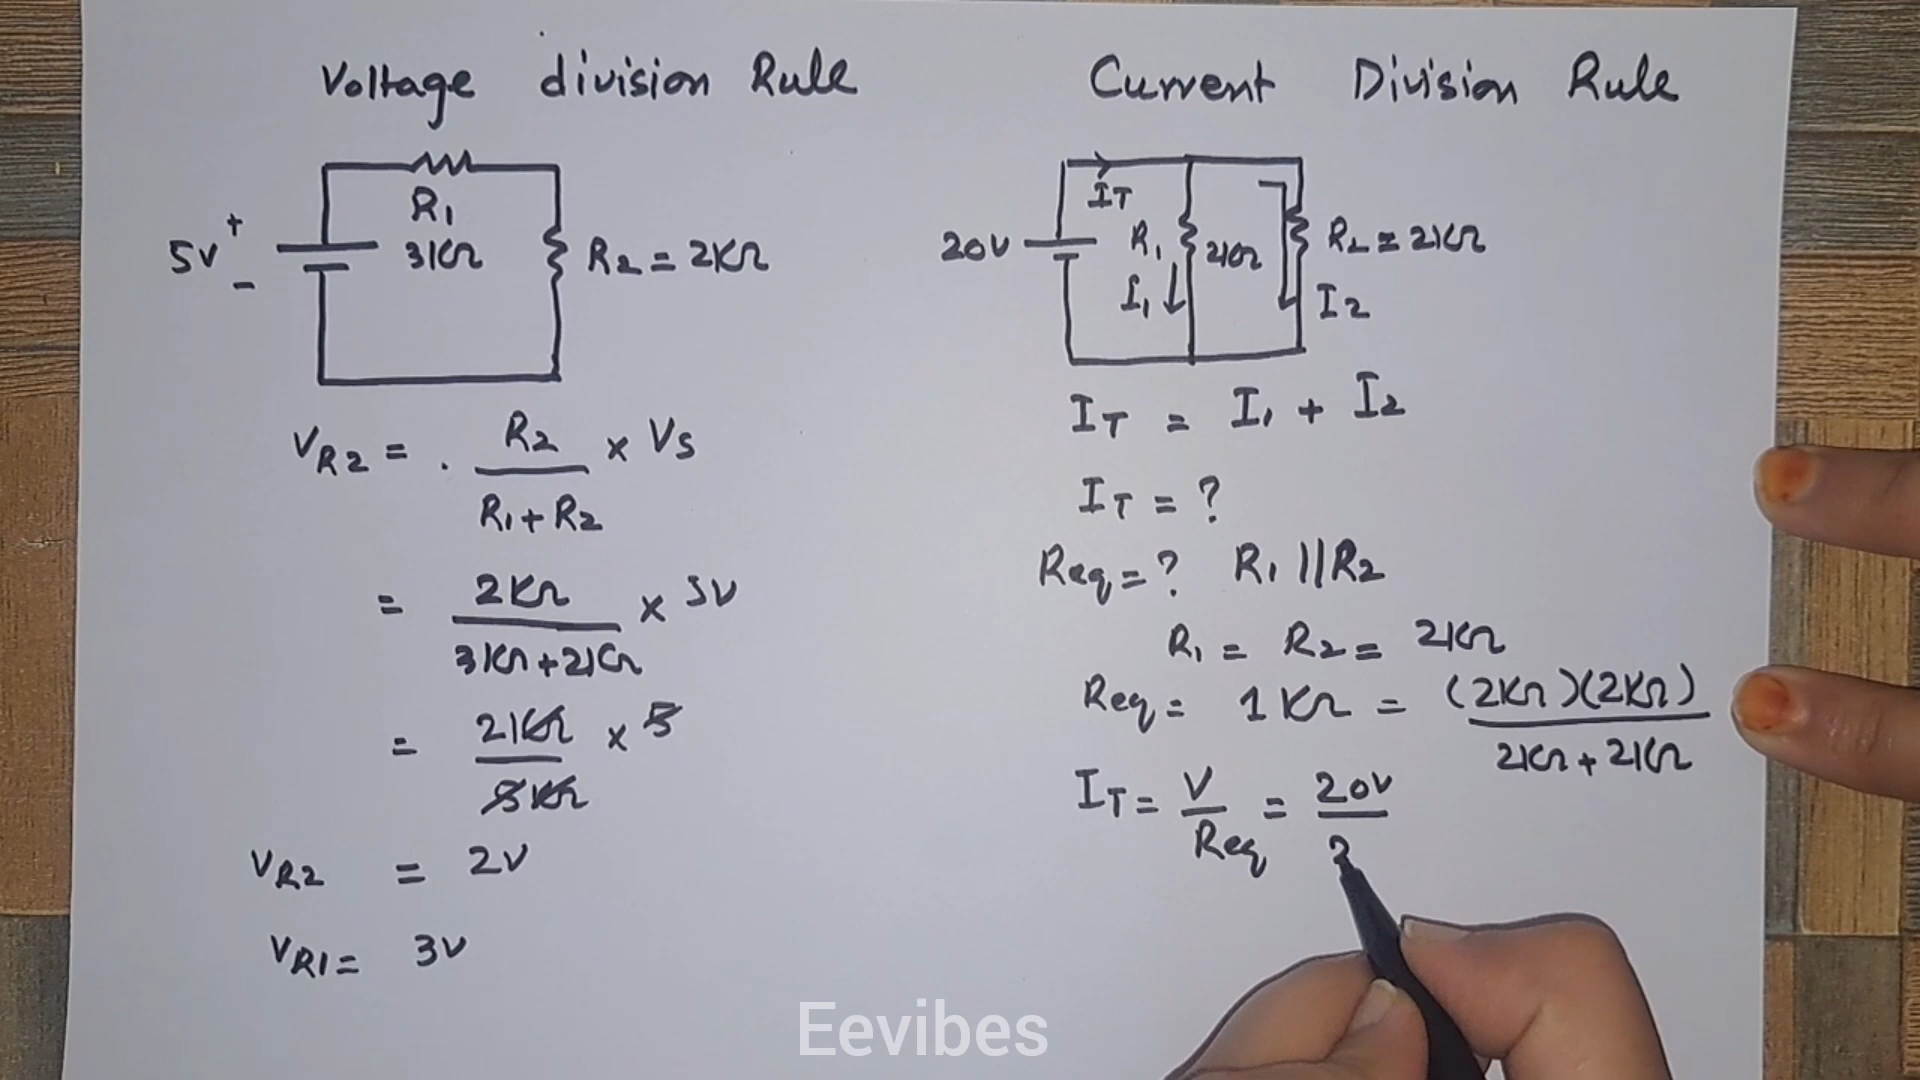 Voltage division Rule
5V + -
R1
3KΩ
R2 = 2KΩ
VR2 = . R2 / R1 + R2 x VS
= 2KΩ / 3KΩ + 2KΩ x 5V
= 2KΩ / 5KΩ x 5
VR2 = 2V
VR1 = 3V
Current Division Rule
20V
IT
R1
2KΩ
R2 = 2KΩ
I1
I2
IT = I1 + I2
IT = ?
Req = ? R1 || R2
R1 = R2 = 2KΩ
Req = 1KΩ = (2KΩ)(2KΩ) / 2KΩ + 2KΩ
IT = V / Req = 20V / 2
Eevibes